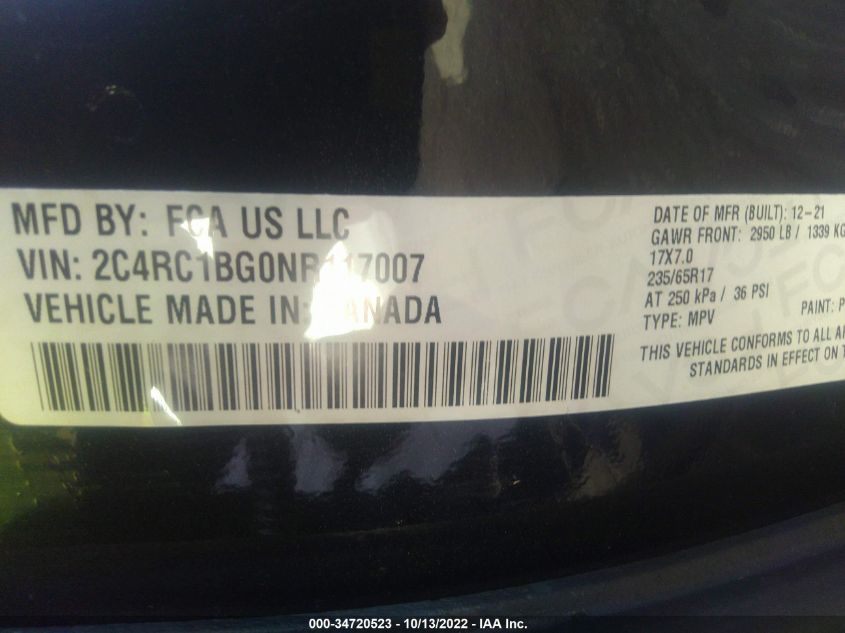 MFD BY: FCA US LLC
VIN:
VEHICLE MADE IN: CANADA
DATE OF MFR (BUILT): 12-21
GAWR FRONT: 2950 LB / 1339 KG
17X7.0
235/65R17
AT 250 kPa / 36 PSI
TYPE: MPV PAINT: P
THIS VEHICLE CONFORMS TO ALL
STANDARDS IN EFFECT ON
000-34720523 - 10/13/2022 - IAA Inc.